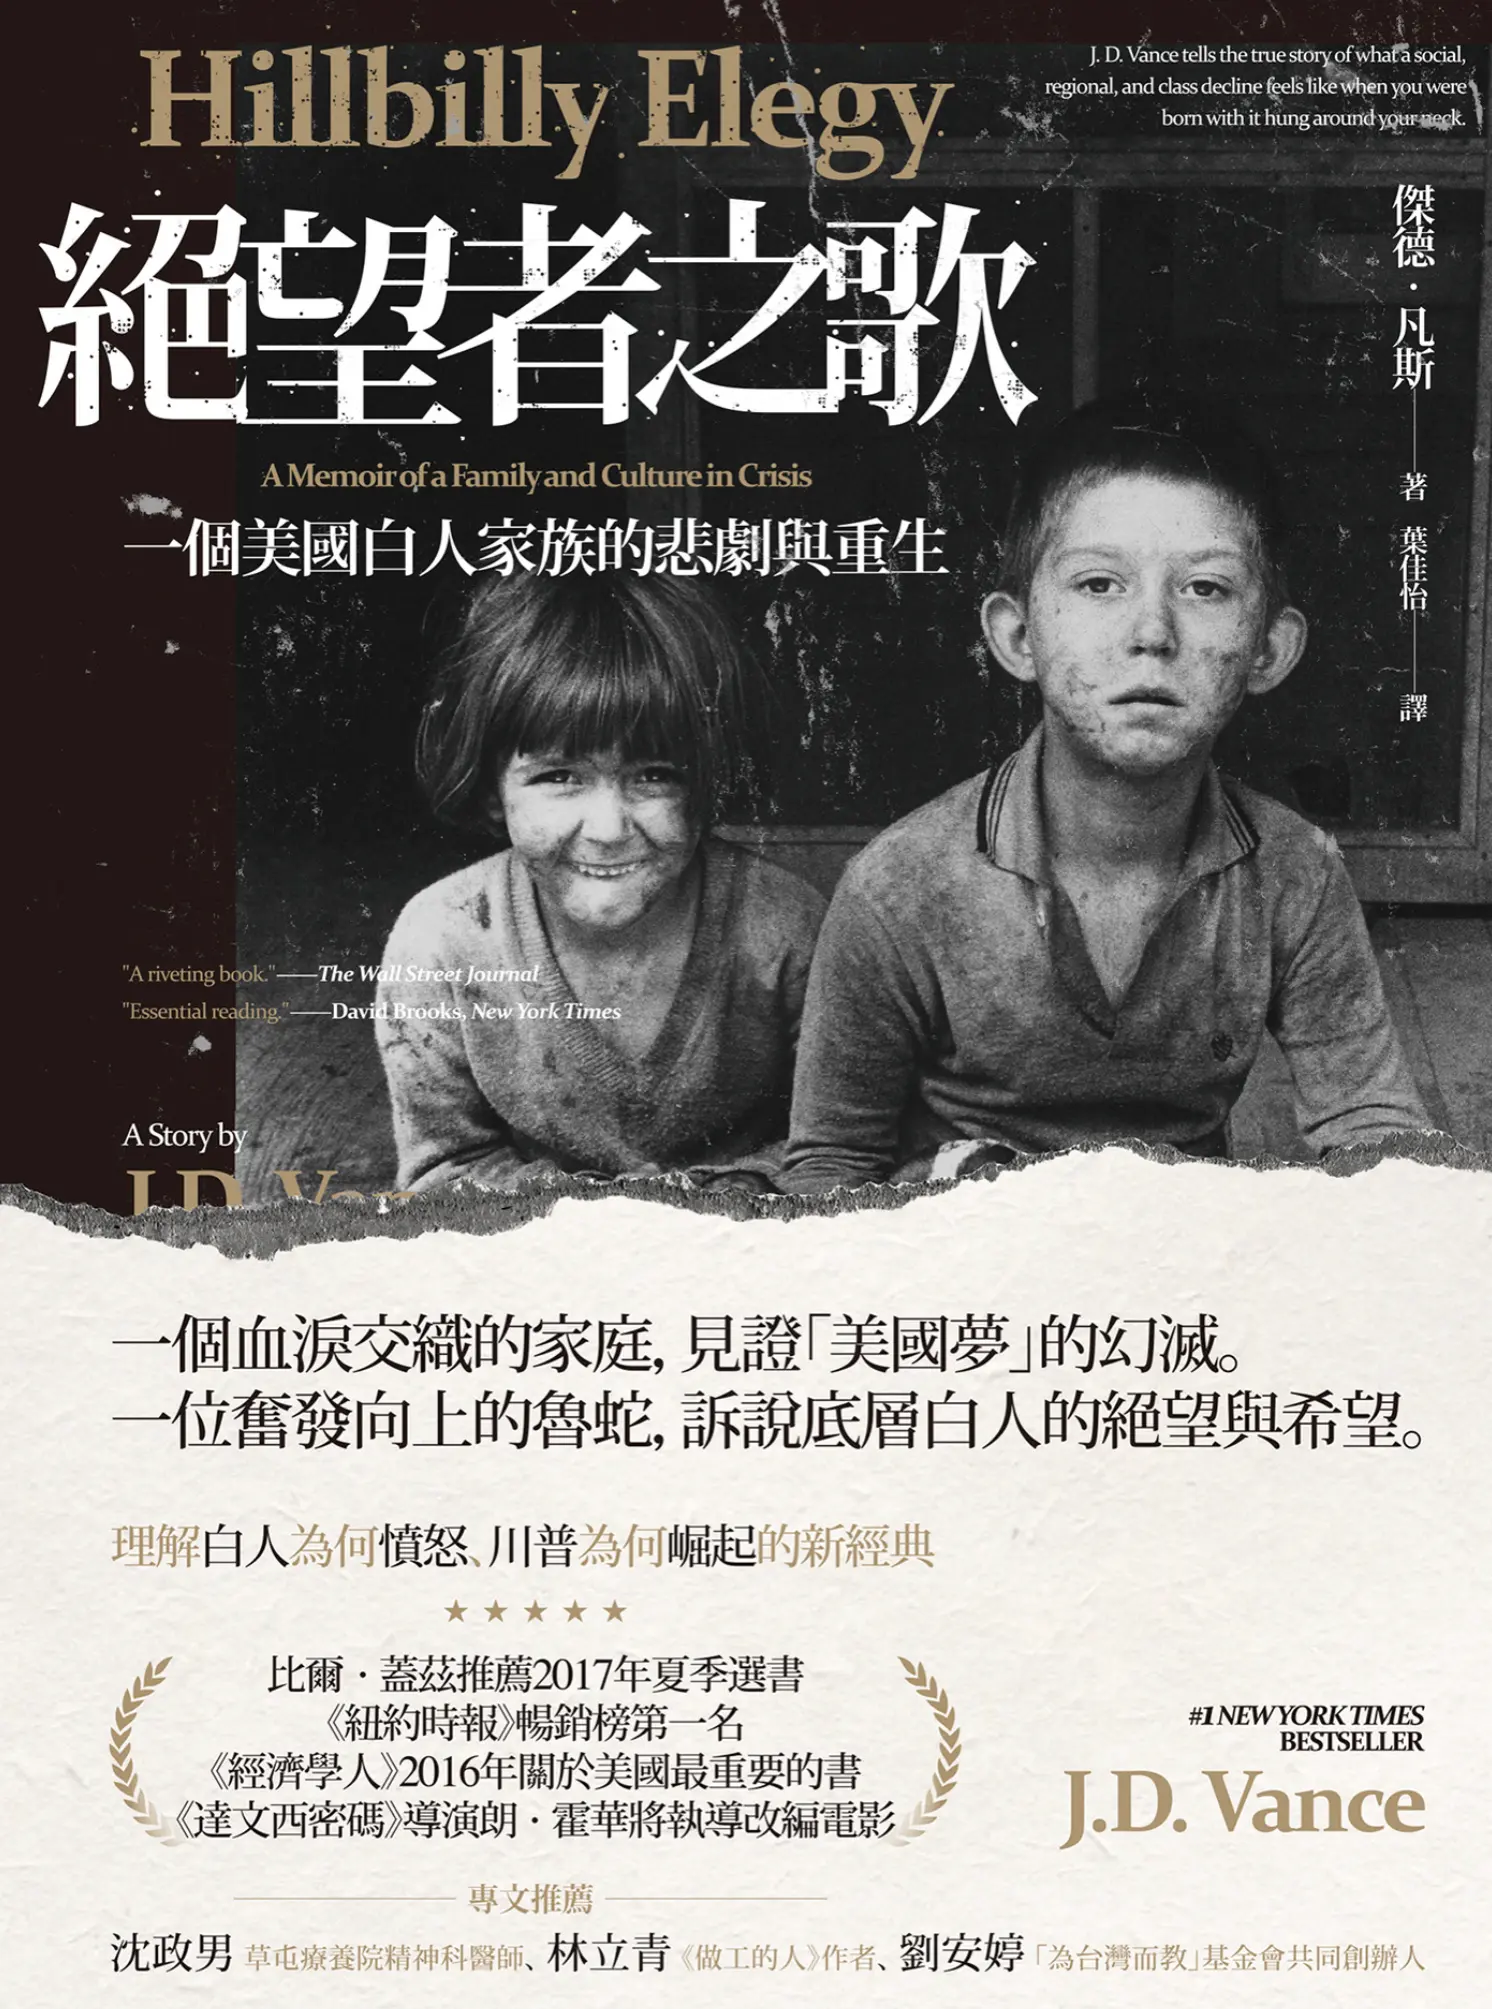 Hillbilly Elegy
J. D. Vance tells the true story of what a social,
regional, and class decline feels like when you were
born with it hung around your neck.
絕望者之歌
傑德・凡斯——著 葉佳怡——譯
A Memoir of a Family and Culture in Crisis
一個美國白人家族的悲劇與重生
"A riveting book."——The Wall Street Journal
"Essential reading."——David Brooks, New York Times
A Story by
J.D. Van
一個血淚交織的家庭,見證「美國夢」的幻滅。
一位奮發向上的魯蛇,訴說底層白人的絕望與希望。
理解白人為何憤怒、川普為何崛起的新經典
★ ★ ★ ★ ★
比爾・蓋茲推薦2017年夏季選書
《紐約時報》暢銷榜第一名
《經濟學人》2016年關於美國最重要的書
《達文西密碼》導演朗・霍華將執導改編電影
#1 NEW YORK TIMES
BESTSELLER
J.D. Vance
專文推薦
沈政男 草屯療養院精神科醫師、林立青《做工的人》作者、劉安婷「為台灣而教」基金會共同創辦人